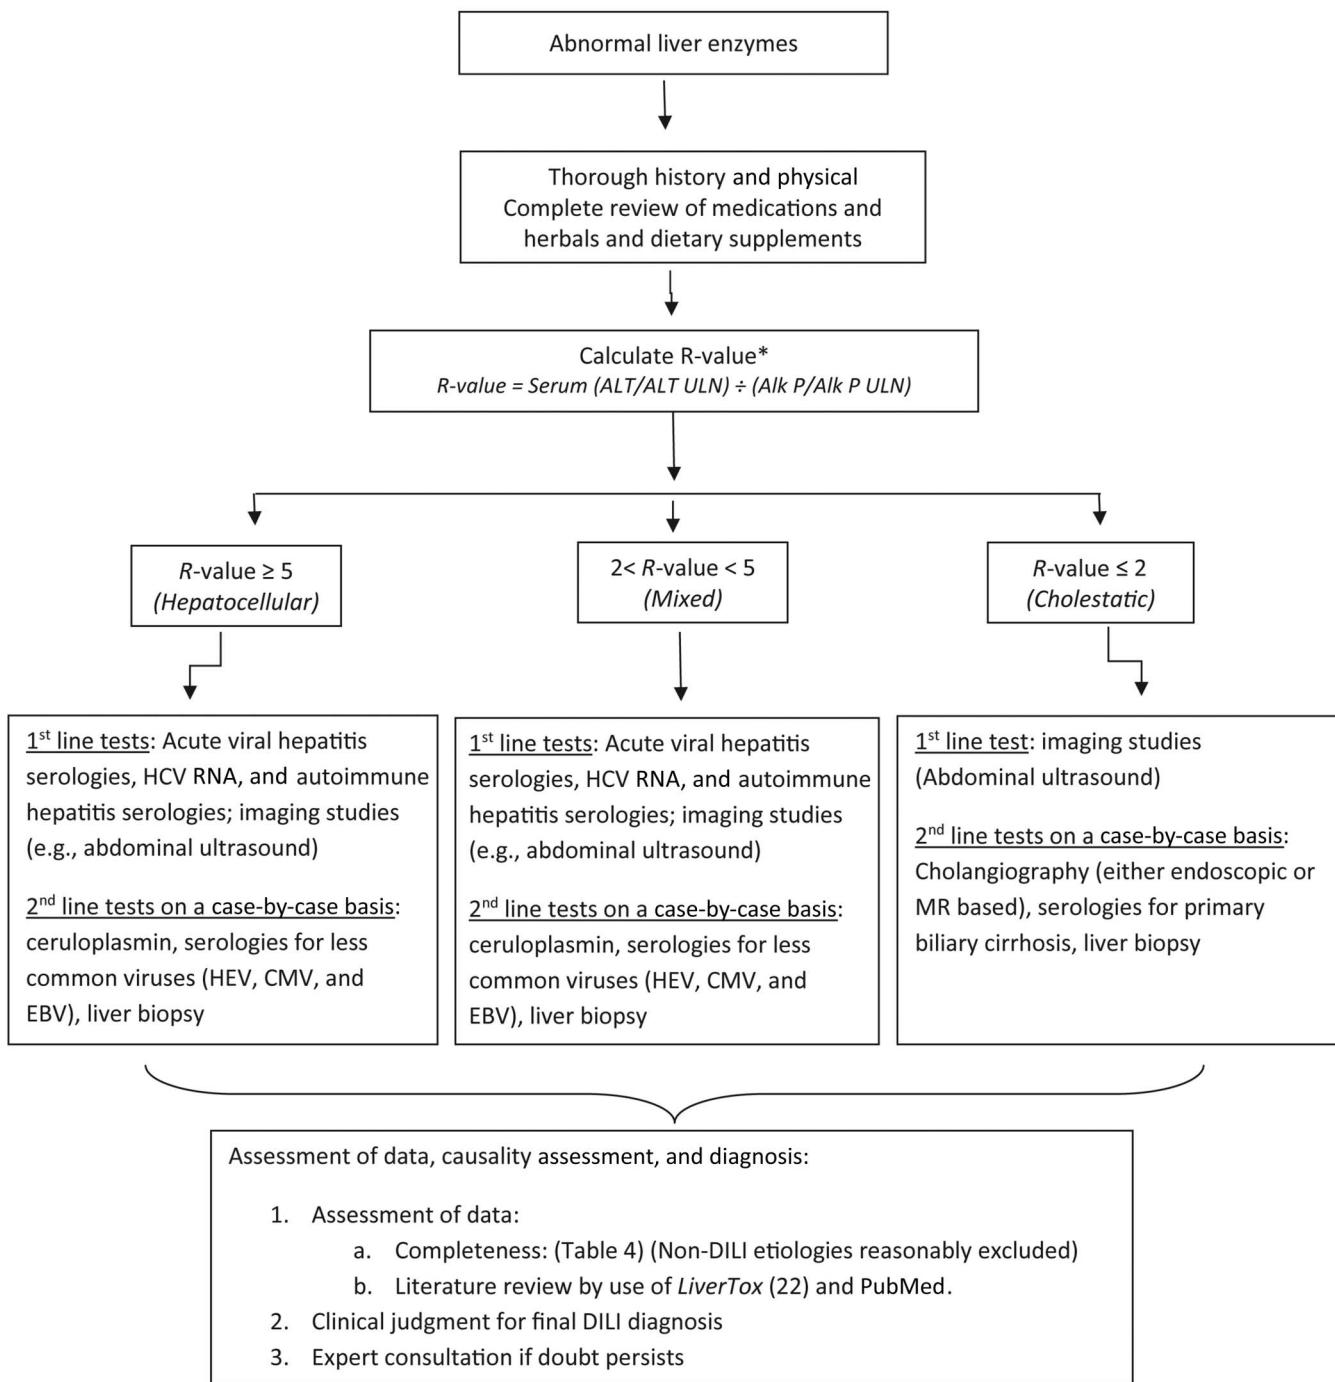 Abnormal liver enzymes
Thorough history and physical
Complete review of medications and
herbals and dietary supplements
Calculate R-value*
R-value = Serum (ALT/ALT ULN) ÷ (Alk P/Alk P ULN)
R-value ≥ 5
(Hepatocellular)
2< R-value < 5
(Mixed)
R-value ≤ 2
(Cholestatic)
1st line tests: Acute viral hepatitis
serologies, HCV RNA, and autoimmune
hepatitis serologies; imaging studies
(e.g., abdominal ultrasound)
2nd line tests on a case-by-case basis:
ceruloplasmin, serologies for less
common viruses (HEV, CMV, and
EBV), liver biopsy
1st line tests: Acute viral hepatitis
serologies, HCV RNA, and autoimmune
hepatitis serologies; imaging studies
(e.g., abdominal ultrasound)
2nd line tests on a case-by-case basis:
ceruloplasmin, serologies for less
common viruses (HEV, CMV, and
EBV), liver biopsy
1st line test: imaging studies
(Abdominal ultrasound)
2nd line tests on a case-by-case basis:
Cholangiography (either endoscopic or
MR based), serologies for primary
biliary cirrhosis, liver biopsy
Assessment of data, causality assessment, and diagnosis:
1. Assessment of data:
a. Completeness: (Table 4) (Non-DILI etiologies reasonably excluded)
b. Literature review by use of LiverTox (22) and PubMed.
2. Clinical judgment for final DILI diagnosis
3. Expert consultation if doubt persists